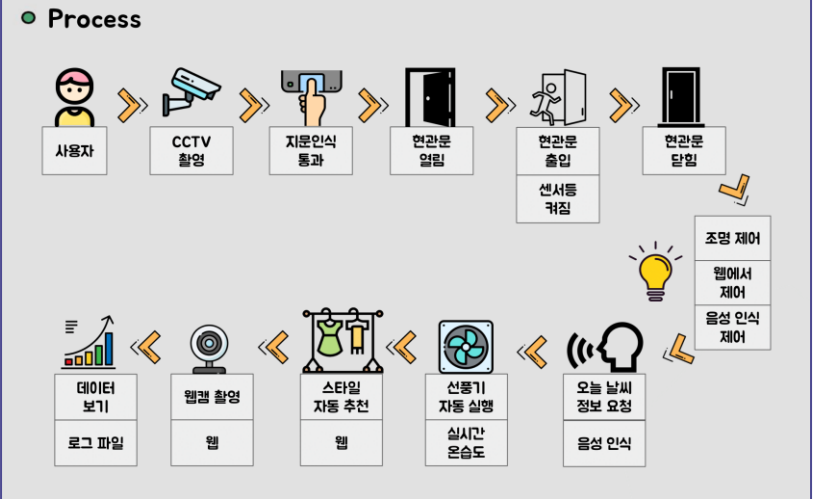 Process
사용자
CCTV
촬영
지문인식
통과
현관문
열림
현관문
출입
센서등
켜짐
현관문
닫힘
조명 제어
웹에서
제어
음성 인식
제어
오늘 날씨
정보 요청
음성 인식
선풍기
자동 실행
실시간
온습도
스타일
자동 추천
웹
웹캠 촬영
웹
데이터
보기
로그 파일